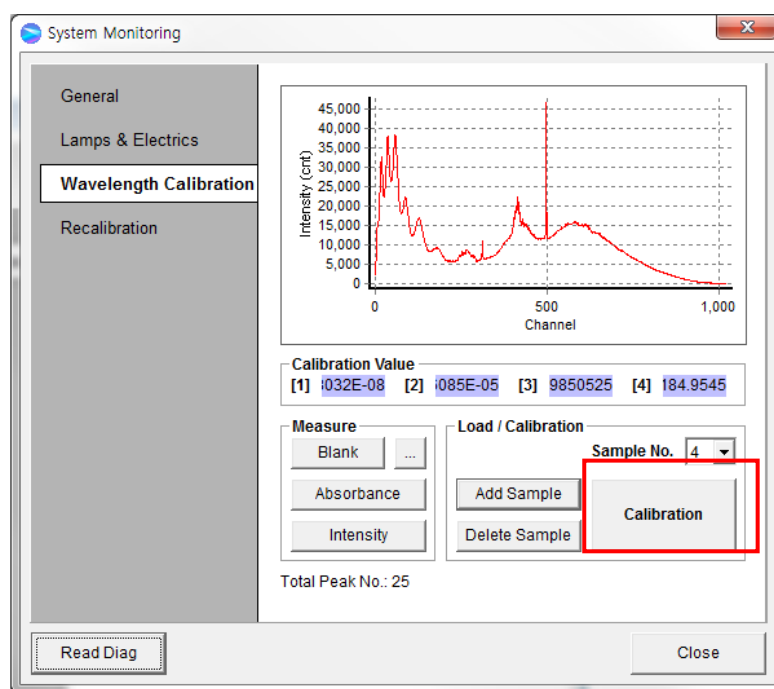 System Monitoring
General
Lamps & Electrics
Wavelength Calibration
Recalibration
45,000
40,000
35,000
30,000
25,000
20,000
15,000
10,000
5,000
0
Intensity (cnt)
0 500 1,000
Channel
Calibration Value
[1] 032E-08 [2] 085E-05 [3] 9850525 [4] 184.9545
Measure
Blank ...
Absorbance
Intensity
Load / Calibration
Sample No. 4
Add Sample
Delete Sample
Calibration
Total Peak No.: 25
Read Diag
Close